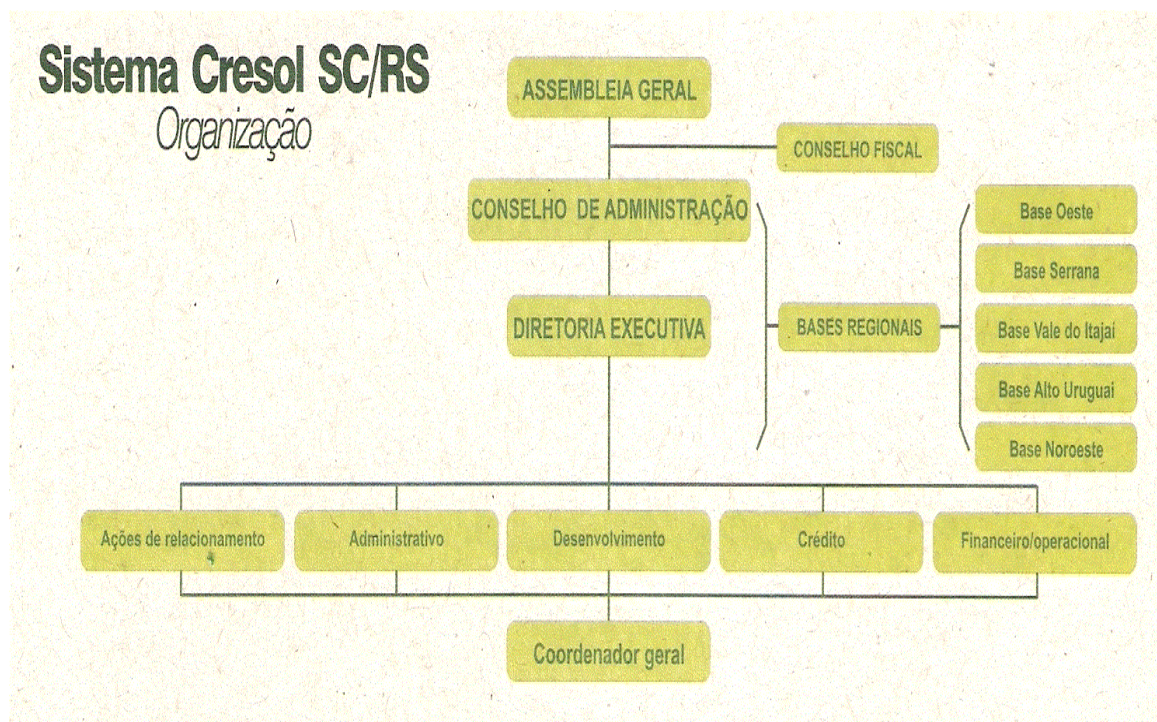 Sistema Cresol SC/RS
Organização
ASSEMBLEIA GERAL
CONSELHO FISCAL
CONSELHO DE ADMINISTRAÇÃO
DIRETORIA EXECUTIVA
BASES REGIONAIS
Base Oeste
Base Serrana
Base Vale do Itajaí
Base Alto Uruguai
Base Noroeste
Ações de relacionamento
Administrativo
Desenvolvimento
Crédito
Financeiro/operacional
Coordenador geral